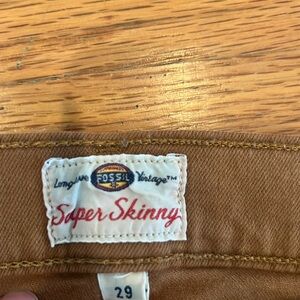 Long Live FOSSIL Vintage™
Super Skinny
29